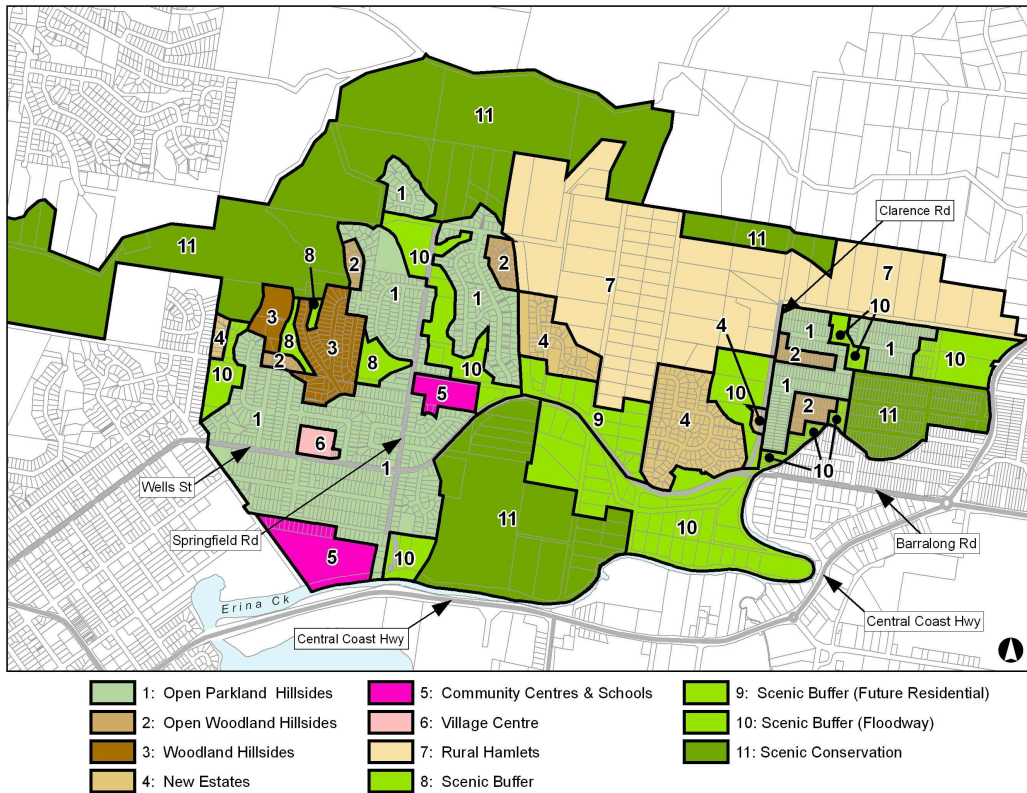 11
1
Clarence Rd
11
11
8
10
2
2
7
7
1
1
10
3
4
4
1
1
10
4
8
3
2
2
8
10
10
1
10
5
2
11
1
9
4
6
10
Wells St
1
11
10
Springfield Rd
10
Barralong Rd
5
10
Erina Ck
Central Coast Hwy
Central Coast Hwy
1: Open Parkland Hillsides
2: Open Woodland Hillsides
3: Woodland Hillsides
4: New Estates
5: Community Centres & Schools
6: Village Centre
7: Rural Hamlets
8: Scenic Buffer
9: Scenic Buffer (Future Residential)
10: Scenic Buffer (Floodway)
11: Scenic Conservation